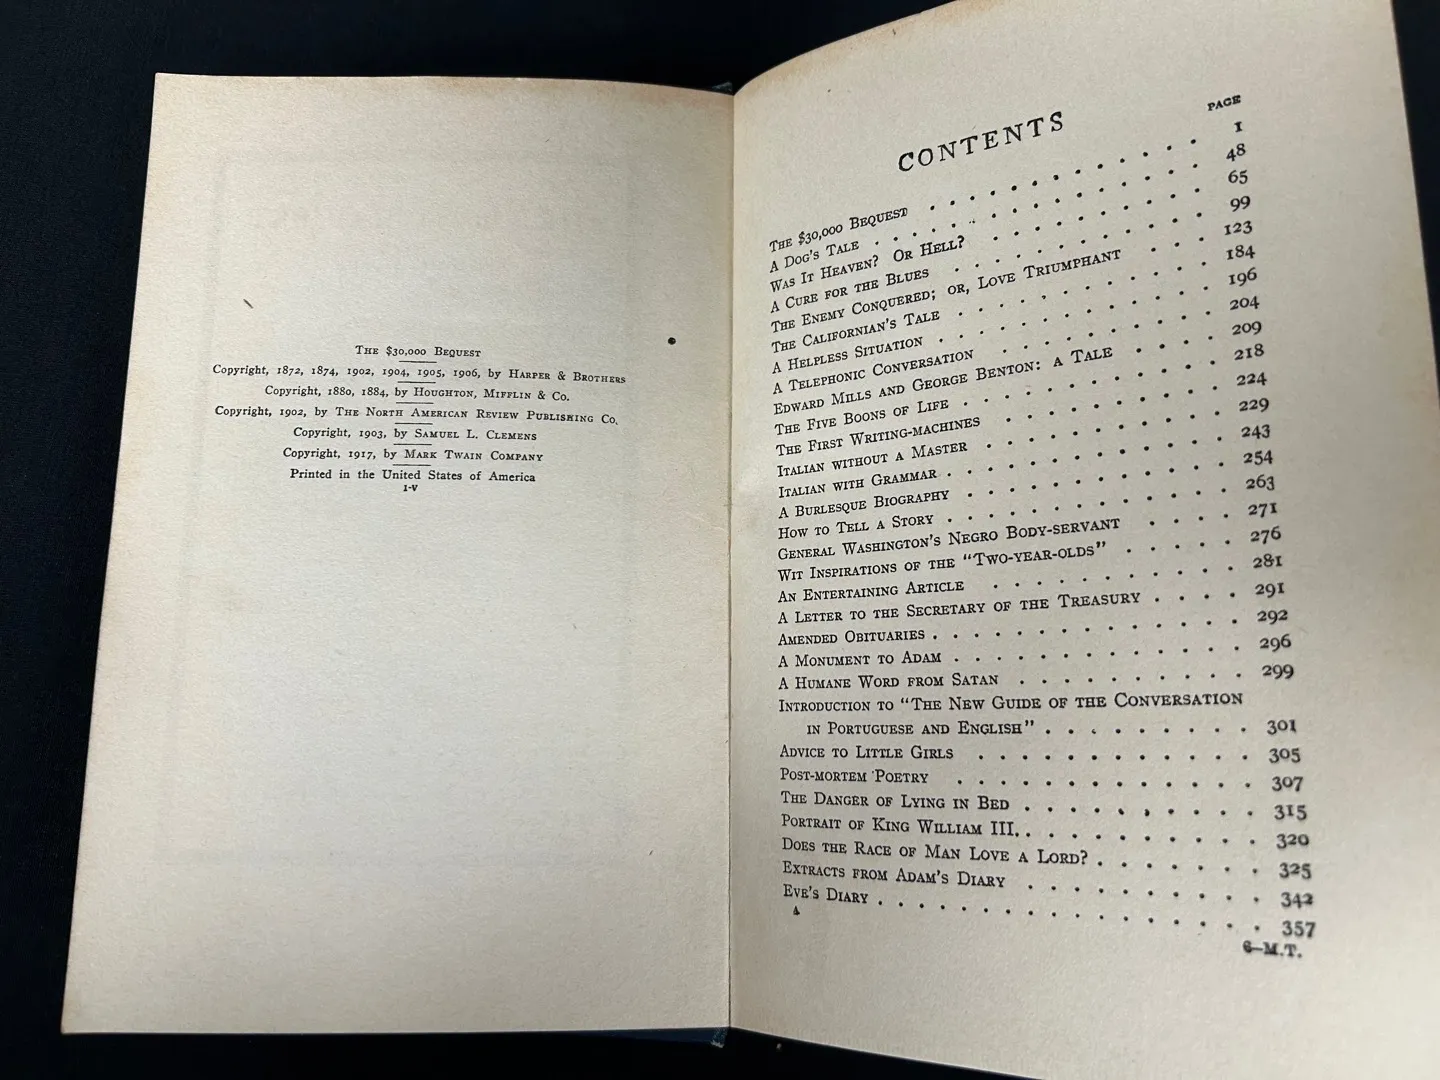 The $30,000 Bequest
Copyright, 1872, 1874, 1902, 1904, 1905, 1906, by Harper & Brothers
Copyright, 1880, 1884, by Houghton, Mifflin & Co.
Copyright, 1902, by The North American Review Publishing Co.
Copyright, 1903, by Samuel L. Clemens
Copyright, 1917, by Mark Twain Company
Printed in the United States of America
I-V
CONTENTS
PAGE
The $30,000 Bequest . . . . . . . . . . . 1
A Dog's Tale . . . . . . . . . . . . . 48
Was It Heaven? Or Hell? . . . . . . . . . 65
A Cure for the Blues . . . . . . . . . . 99
The Enemy Conquered; or, Love Triumphant . . . 123
The Californian's Tale . . . . . . . . . . 184
A Helpless Situation . . . . . . . . . . 196
A Telephone Conversation . . . . . . . . . 204
Edward Mills and George Benton: a Tale . . . . 209
The Five Boons of Life . . . . . . . . . . 218
The First Writing-machines . . . . . . . . . 224
Italian without a Master . . . . . . . . . 229
Italian with Grammar . . . . . . . . . . . 243
A Burlesque Biography . . . . . . . . . . 254
How to Tell a Story . . . . . . . . . . . 263
General Washington's Negro Body-servant . . . . 271
Wit Inspirations of the "Two-year-olds" . . . . 276
An Entertaining Article . . . . . . . . . . 281
A Letter to the Secretary of the Treasury . . . . 291
Amended Obituaries . . . . . . . . . . . . 292
A Monument to Adam . . . . . . . . . . . 296
A Humane Word from Satan . . . . . . . . . 299
Introduction to "The New Guide of the Conversation
in Portuguese and English" . . . . . . . . . 301
Advice to Little Girls . . . . . . . . . . . 305
Post-mortem Poetry . . . . . . . . . . . 307
The Danger of Lying in Bed . . . . . . . . . 315
Portrait of King William III. . . . . . . . . . 320
Does the Race of Man Love a Lord? . . . . . . 325
Extracts from Adam's Diary . . . . . . . . . 342
Eve's Diary . . . . . . . . . . . . . . 357
6—M.T.